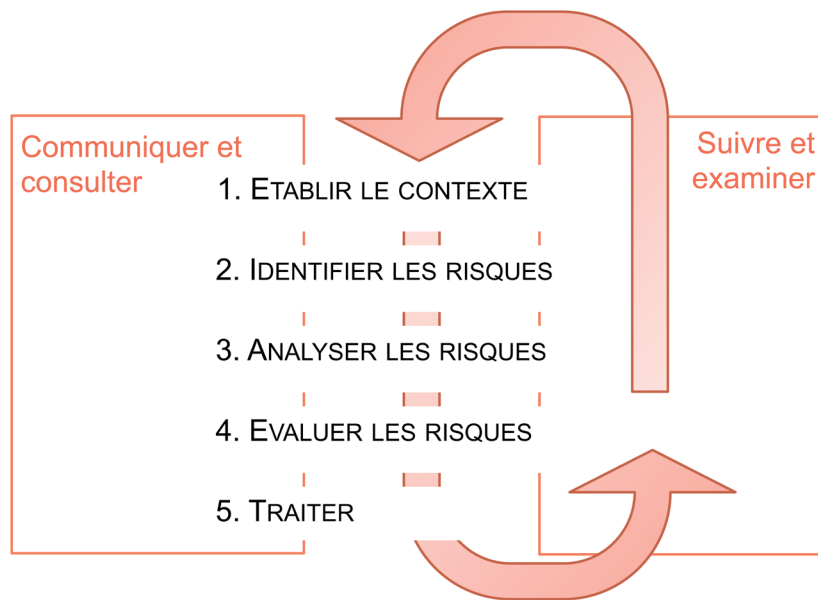 Communiquer et
consulter
Suivre et
examiner
1. ETABLIR LE CONTEXTE
2. IDENTIFIER LES RISQUES
3. ANALYSER LES RISQUES
4. EVALUER LES RISQUES
5. TRAITER